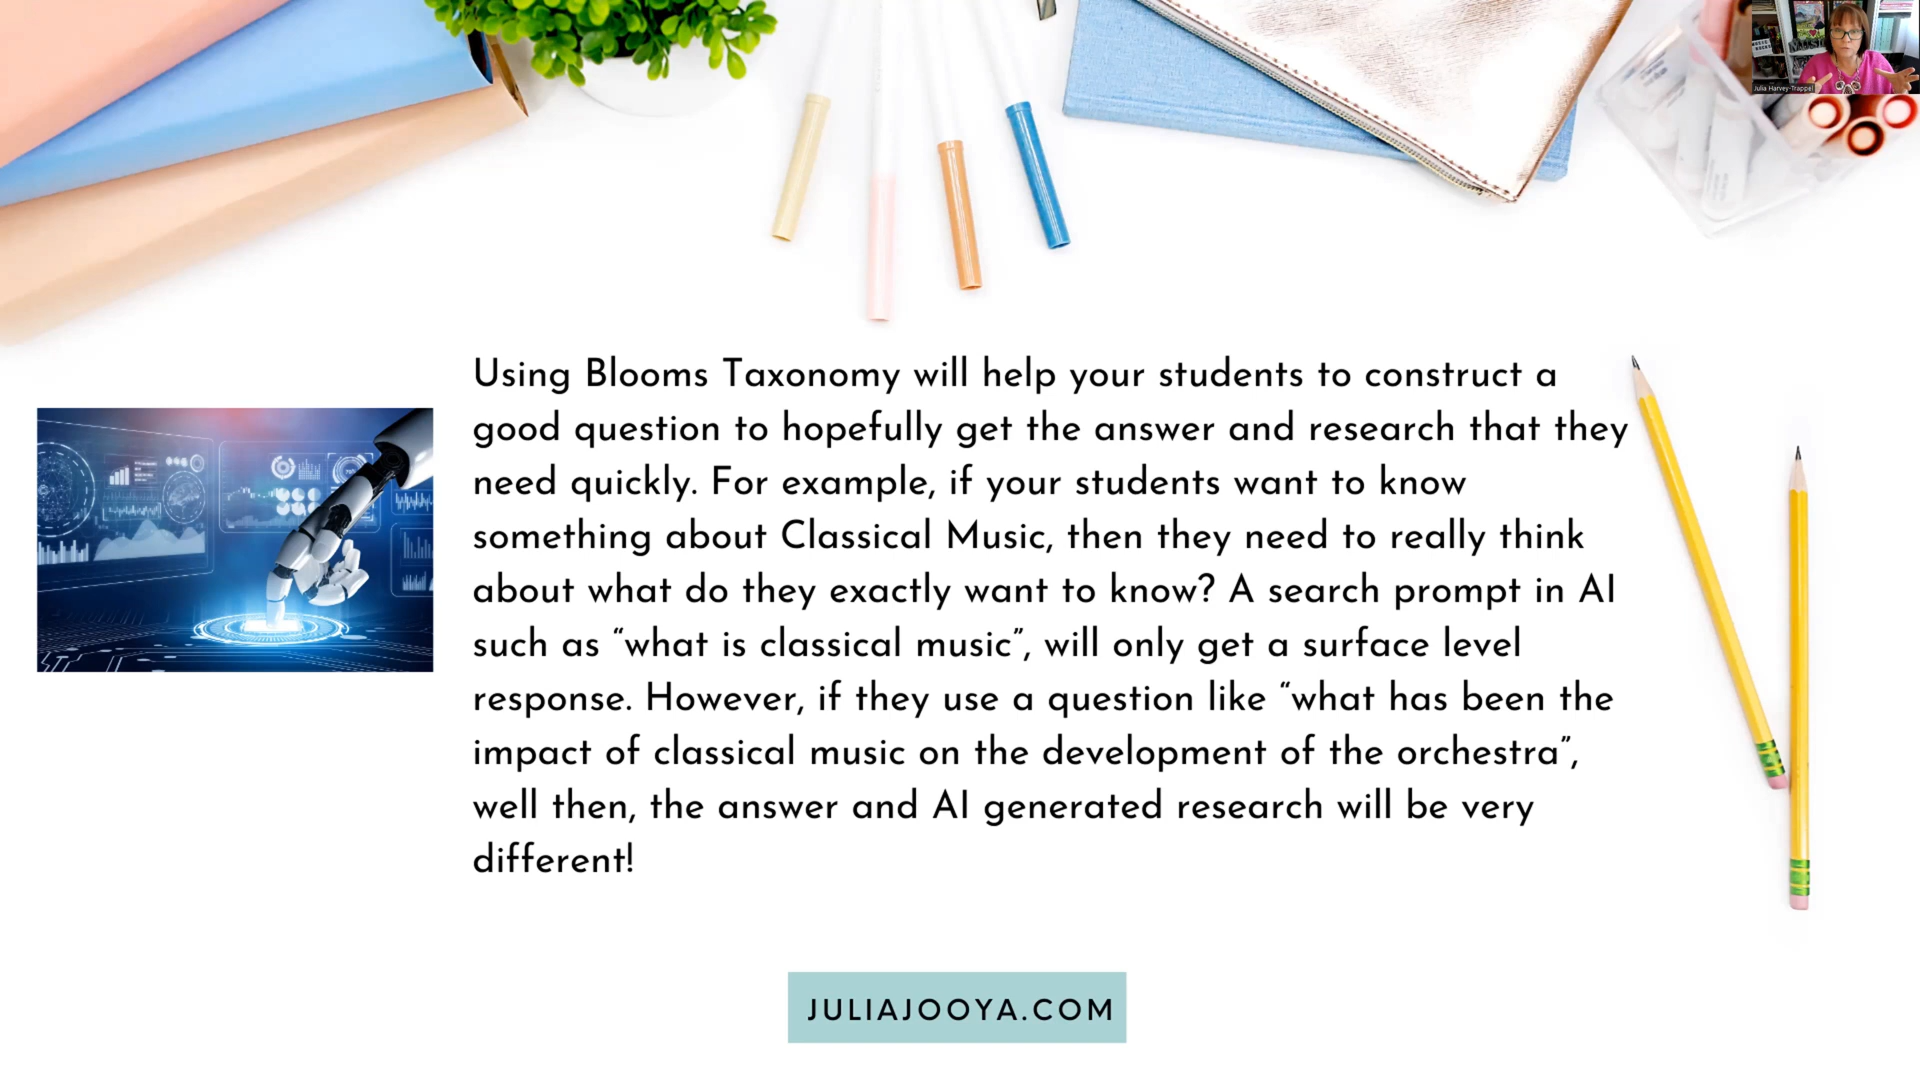 Julia Harvey-Trappel
Using Blooms Taxonomy will help your students to construct a
good question to hopefully get the answer and research that they
need quickly. For example, if your students want to know
something about Classical Music, then they need to really think
about what do they exactly want to know? A search prompt in AI
such as “what is classical music”, will only get a surface level
response. However, if they use a question like “what has been the
impact of classical music on the development of the orchestra”,
well then, the answer and AI generated research will be very
different!
JULIAJOOYA.COM